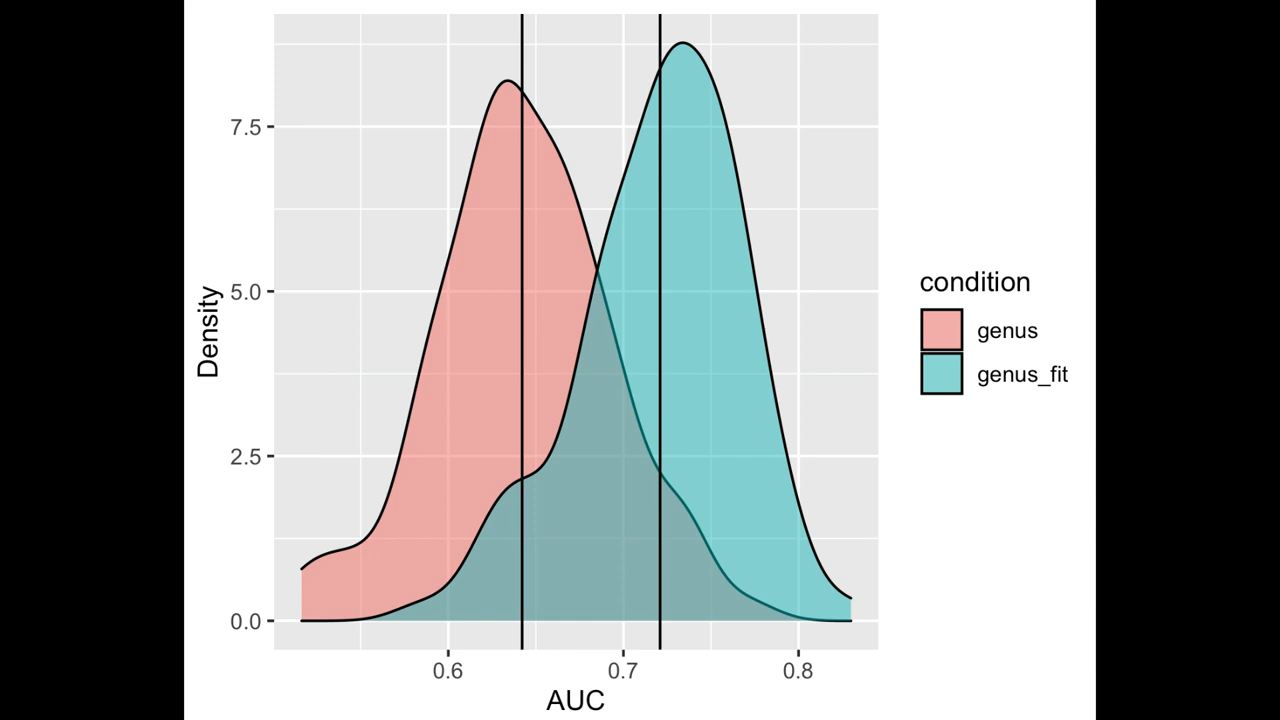 7.5
5.0
2.5
0.0
Density
0.6 0.7 0.8
AUC
condition
genus
genus_fit